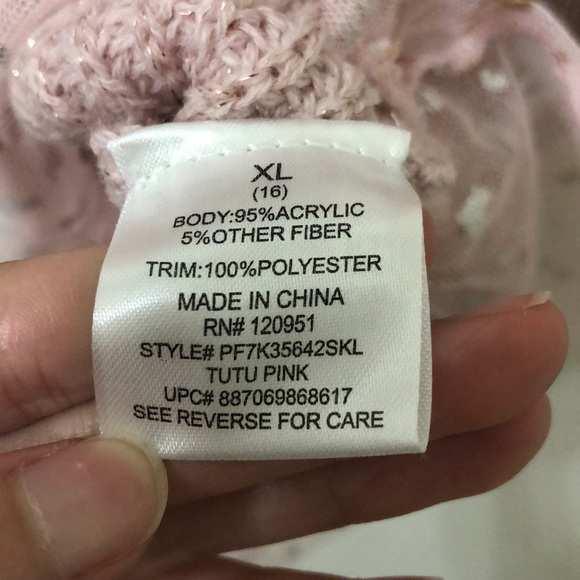 XL
(16)
BODY:95%ACRYLIC
5%OTHER FIBER
TRIM:100%POLYESTER
MADE IN CHINA
RN# 120951
STYLE# PF7K35642SKL
TUTU PINK
UPC# 887069868617
SEE REVERSE FOR CARE